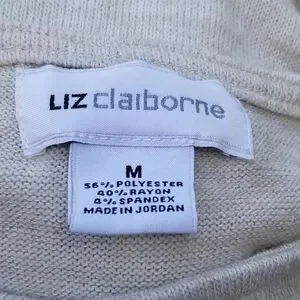 LIZ claiborne
M
56% POLYESTER
40% RAYON
4% SPANDEX
MADE IN JORDAN